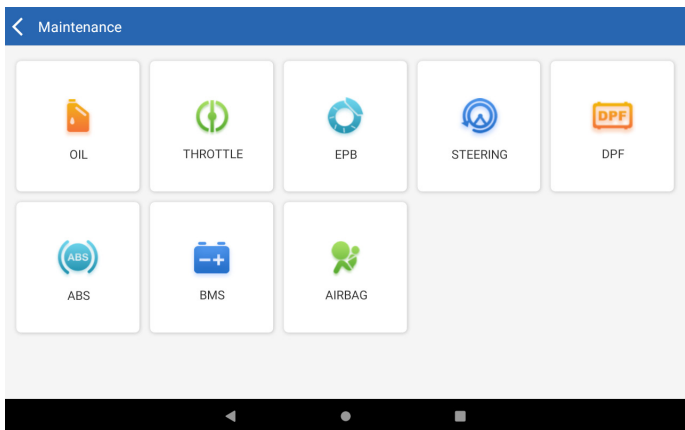 Maintenance
OIL
THROTTLE
EPB
STEERING
DPF
DPF
ABS
ABS
BMS
AIRBAG